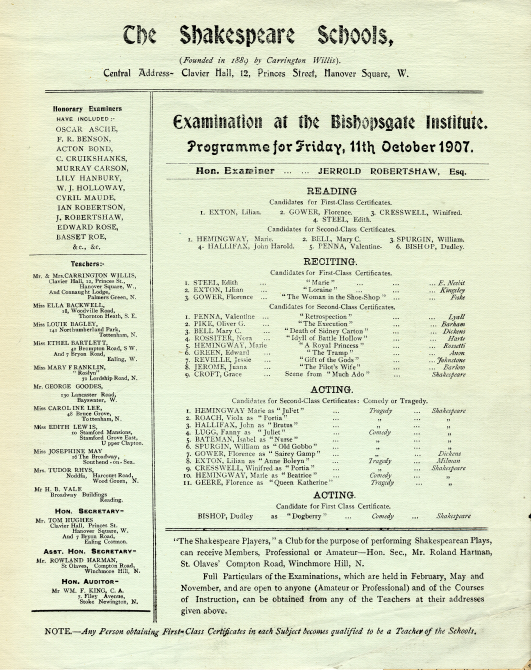 The Shakespeare Schools,
(Founded in 1889 by Carrington Willis).
Central Address- Clavier Hall, 12, Princes Street, Hanover Square, W.
Honorary Examiners
HAVE INCLUDED :-
OSCAR ASCHE,
F. R. BENSON,
ACTON BOND,
C. CRUIKSHANKS,
MURRAY CARSON,
LILY HANBURY,
W. J. HOLLOWAY,
CYRIL MAUDE,
IAN ROBERTSON,
J. ROBERTSHAW,
EDWARD ROSE,
BASSET ROE,
&c., &c.
Teachers:-
Mr. & Mrs. CARRINGTON WILLIS,
Clavier Hall, 12, Princes St.,
Hanover Square, W.,
And Connaught Lodge,
Palmers Green, N.
Miss ELLA BACKWELL,
18, Woodville Road,
Thornton Heath, S.E.
Miss LOUIE BAGLEY,
141 Northumberland Park,
Tottenham, N.
Miss ETHEL BARTLETT,
41 Brompton Road, S W.
And 7 Bryon Road,
Ealing, W.
Miss MARY FRANKLIN,
"Roslyn"
70 Lordship Road, N.
Mr. GEORGE GOODES,
130 Lancaster Road,
Bayswater, W.
Miss CAROLINE LEE,
48 Bruce Grove,
Tottenham, N.
Miss EDITH LEWIS,
10 Stamford Mansions,
Stamford Grove East,
Upper Clapton.
Miss JOSEPHINE MAY
16 The Broadway,
Southend-on-Sea.
Mrs. TUDOR RHYS,
Harcourt Road,
Wood Green, N.
Mr H. B. VALE
Broadway Buildings
Reading.
Hon. SECRETARY-
Mr. TOM HUGHES
Clavier Hall, Princes St.
Hanover Square, W.
And 7 Bryon Road,
Ealing Common.
Asst. Hon. SECRETARY-
Mr. ROWLAND HARMAN,
St Olaves, Compton Road,
Winchmore Hill, N.
Hon. AUDITOR-
Mr WM. F. KING, C. A.
7, Filey Avenue,
Stoke Newington, N.
Examination at the Bishopsgate Institute.
Programme for Friday, 11th October 1907.
Hon. Examiner ... ... JERROLD ROBERTSHAW, Esq.
READING
Candidates for First-Class Certificates.
1. EXTON, Lilian. 2. GOWER, Florence. 3. CRESSWELL, Winifred.
4. STEEL, Edith.
Candidates for Second-Class Certificates.
1. HEMINGWAY, Marie. 2. BELL, Mary C. 3. SPURGIN, William.
4. HALLIFAX, John Harold. 5. PENNA, Valentine. 6. BISHOP, Dudley.
RECITING.
Candidates for First-Class Certificates.
1. STEEL, Edith ... "Marie" ... ... E. Nesbit
2. EXTON, Lilian ... "Loraine" ... ... Kingsley
3. GOWER, Florence ... "The Woman in the Shoe-Shop" ... ... Fiske
Candidates for Second-Class Certificates.
1. PENNA, Valentine ... "Retrospection" ... ... Lyall
2. PIKE, Oliver G. ... "The Execution" ... ... Barham
3. BELL, Mary C. ... "Death of Sidney Carton" ... Dickens
4. ROSSITER, Nora ... "Idyll of Battle Hollow" ... Harte
5. HEMINGWAY, Marie ... "A Royal Princess" ... Rossetti
6. GREEN, Edward ... "The Tramp" ... ... Anon
7. REVELLE, Jessie ... "Gift of the Gods" ... Johnstone
8. JEROME, Juana ... "The Pilot's Wife" ... Barlow
9. CROFT, Grace ... Scene from "Much Ado" ... ... Shakespeare
ACTING.
Candidates for Second-Class Certificates: Comedy or Tragedy.
1. HEMINGWAY Marie as "Juliet" ... Tragedy ... Shakespeare
2. ROACH, Viola as "Portia" ... " ... "
3. HALLIFAX, John as "Brutus" ... " ... "
4. LUGG, Fanny as "Juliet" ... Comedy ... "
5. BATEMAN, Isabel as "Nurse" ... " ... "
6. SPURGIN, William as "Old Gobbo" ... " ... "
7. GOWER, Florence as "Sairey Gamp" ... " ... Dickens
8. EXTON, Lilian as "Anne Boleyn" ... Tragedy ... Milman
9. CRESSWELL, Winifred as "Portia" ... " ... Shakespeare
10. HEMINGWAY, Marie as "Beatrice" ... Comedy ... "
11. GEERE, Florence as "Queen Katherine" ... Tragedy ... "
ACTING.
Candidate for First Class Certificate.
BISHOP, Dudley as "Dogberry" ... Comedy ... Shakespeare
"The Shakespeare Players," a Club for the purpose of performing Shakespearean Plays,
can receive Members, Professional or Amateur—Hon. Sec., Mr. Roland Hartman,
St. Olaves' Compton Road, Winchmore Hill, N.
Full Particulars of the Examinations, which are held in February, May and
November, and are open to anyone (Amateur or Professional) and of the Courses
of Instruction, can be obtained from any of the Teachers at their addresses
given above.
NOTE.—Any Person obtaining First-Class Certificates in each Subject becomes qualified to be a Teacher of the Schools.